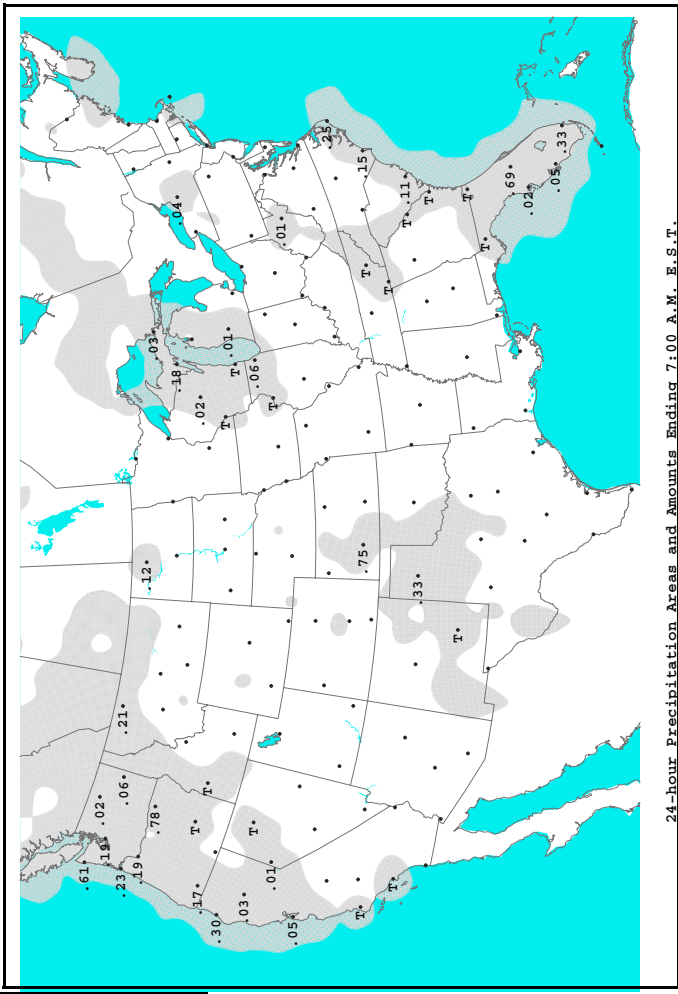 .61
.02
.19
.23
.06
.21
.19
.12
.03
.78
.18
.04
T
.17
.02
T
.30
T
.01
T
.03
T
.06
.01
T
.01
.05
.25
T
.75
.15
T
T
T
T
.11
.33
T
T
T
T
.69
.02
.05
.33
24-hour Precipitation Areas and Amounts Ending 7:00 A.M. E.S.T.